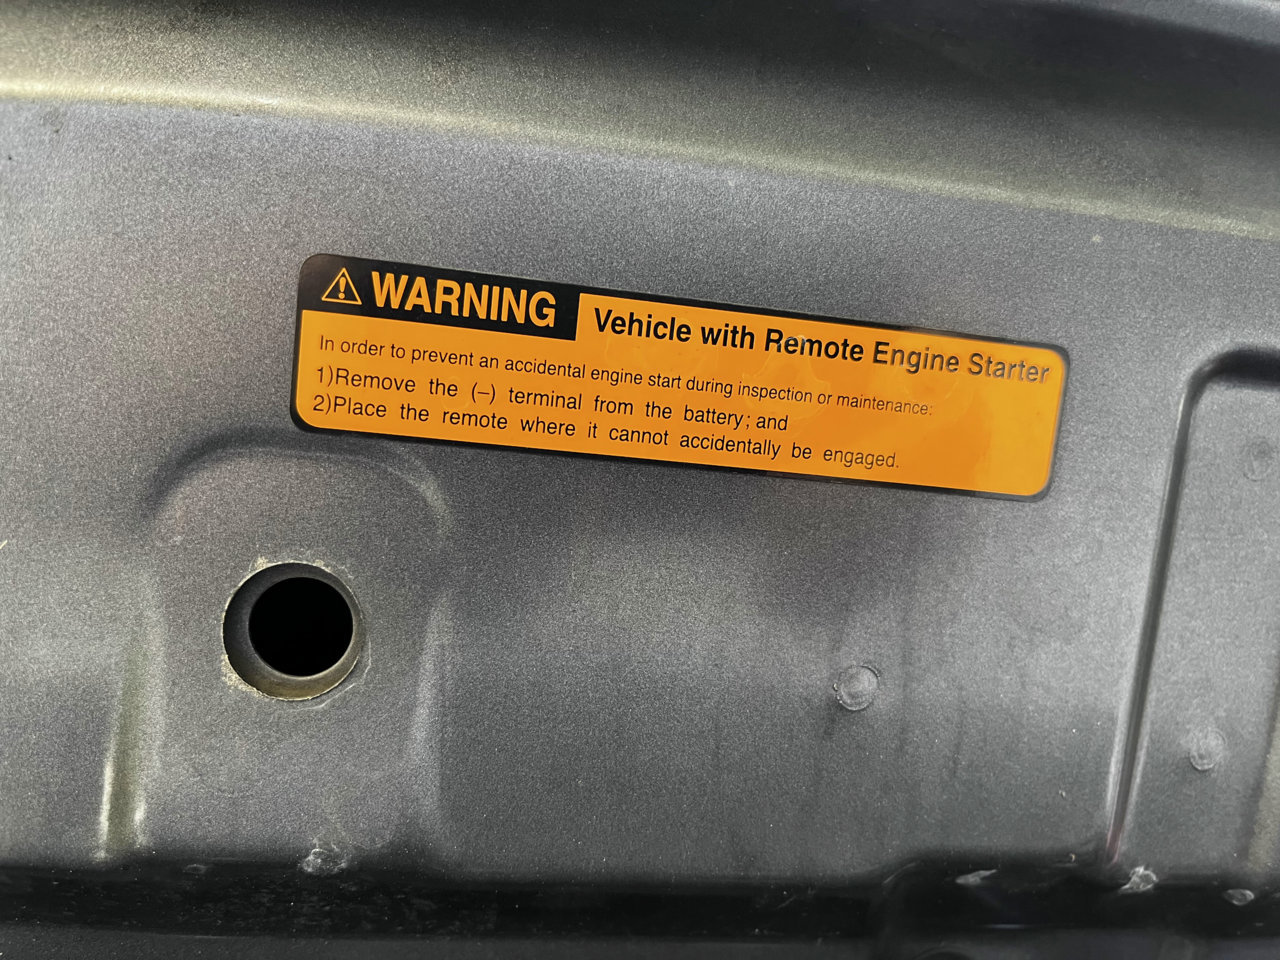 WARNING Vehicle with Remote Engine Starter
In order to prevent an accidental engine start during inspection or maintenance:
1)Remove the (–) terminal from the battery; and
2)Place the remote where it cannot accidentally be engaged.